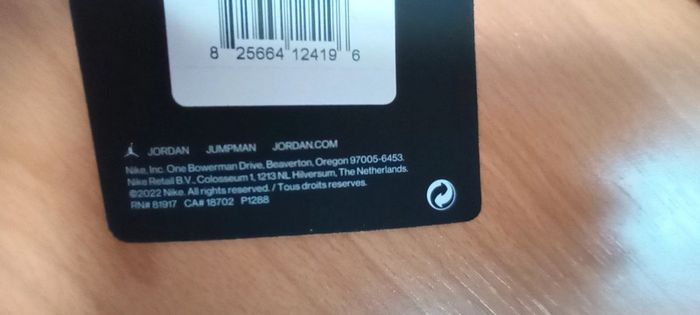 8 25664 12419 6
JORDAN JUMPMAN JORDAN.COM
Nike, Inc. One Bowerman Drive, Beaverton, Oregon 97005-6453.
Nike Retail B.V., Colosseum 1, 1213 NL Hilversum, The Netherlands.
©2022 Nike. All rights reserved. / Tous droits reserves.
RN# 81917 CA# 18702 P1288